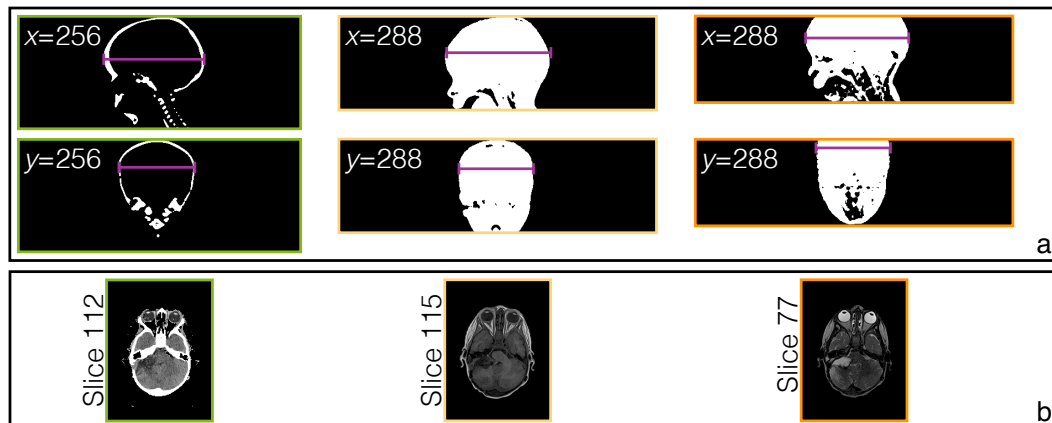 x=256
x=288
x=288
y=256
y=288
y=288
a
Slice 112
Slice 115
Slice 77
b